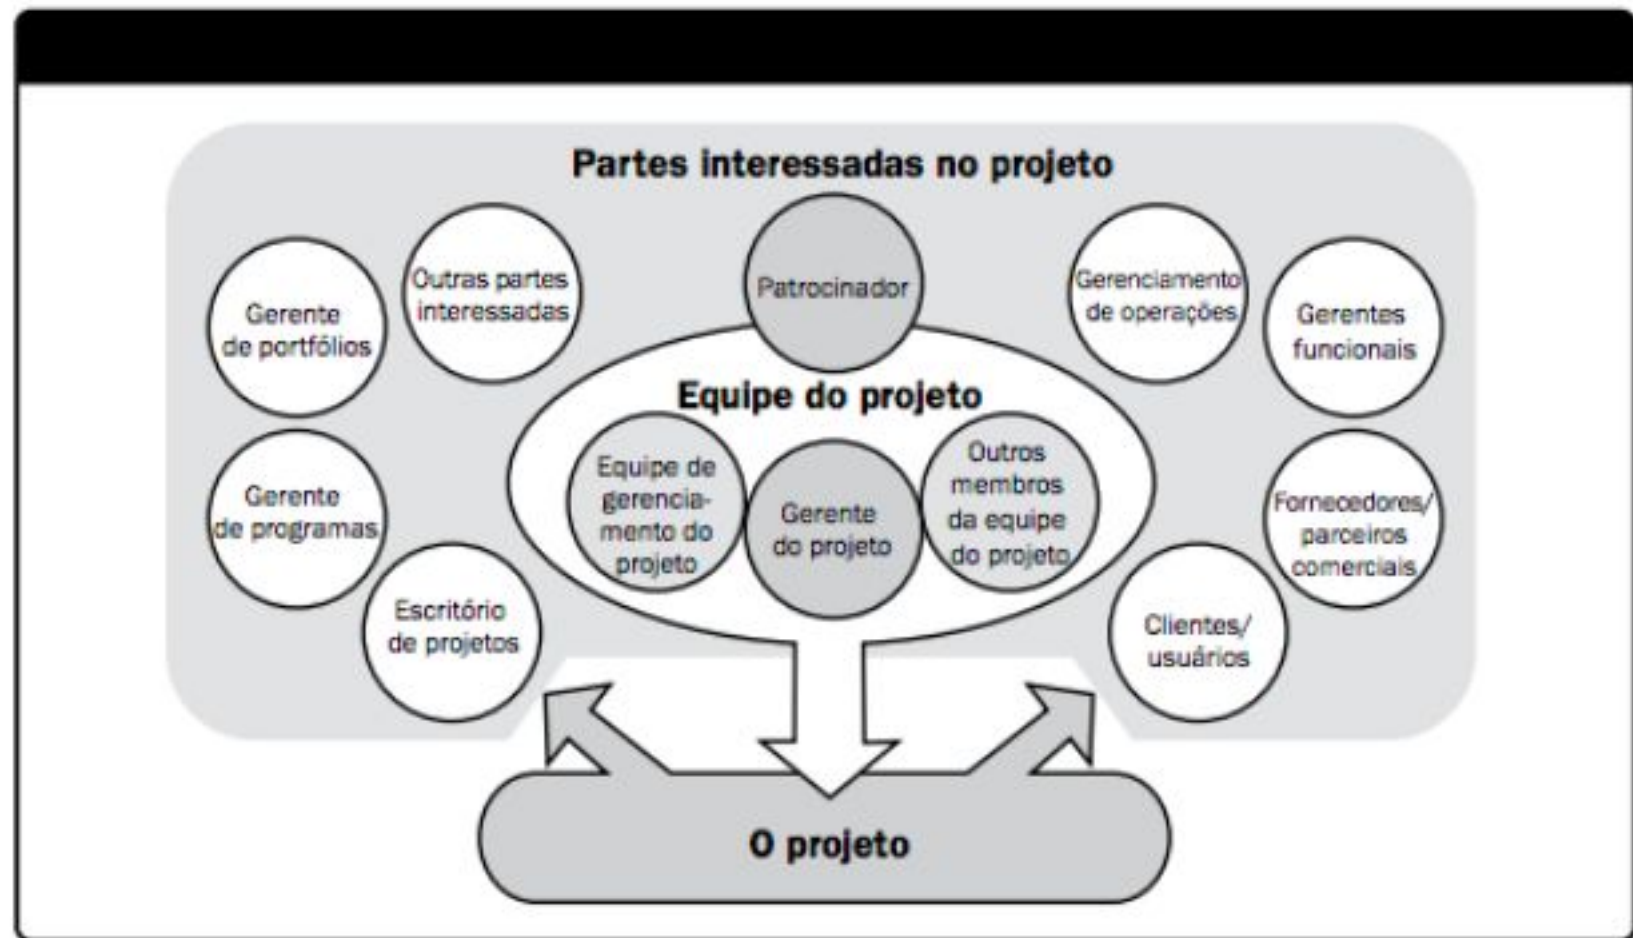 Partes interessadas no projeto
Gerente
de portfólios
Outras partes
interessadas
Patrocinador
Gerenciamento
de operações
Gerentes
funcionais
Equipe do projeto
Equipe de
gerencia-
mento do
projeto
Gerente
do projeto
Outros
membros
da equipe
do projeto
Gerente
de programas
Fornecedores/
parceiros
comerciais
Escritório
de projetos
Clientes/
usuários
O projeto